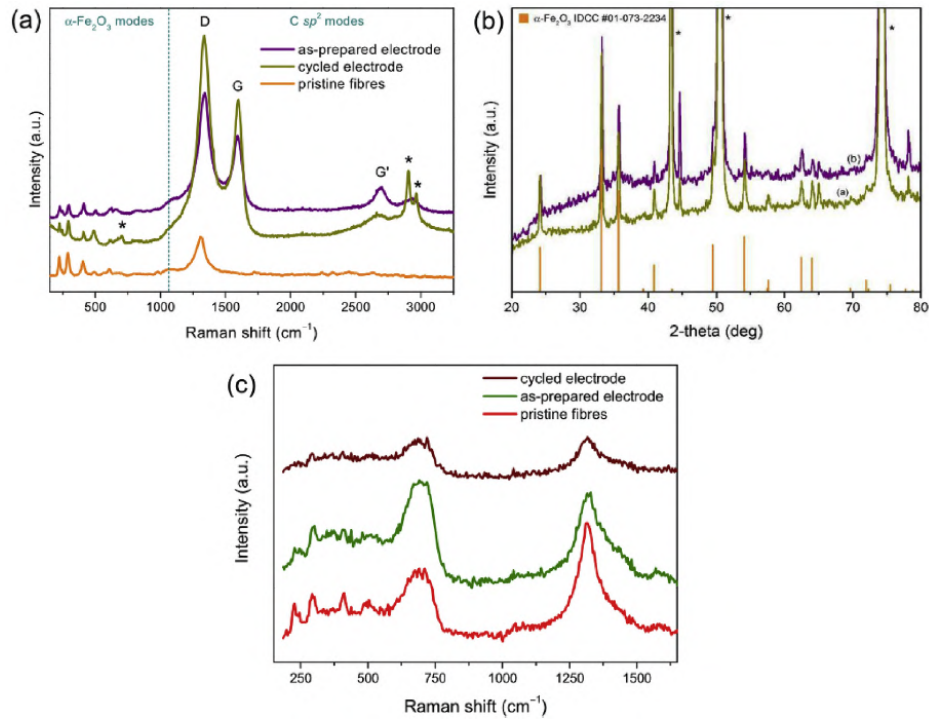 (a)
α-Fe₂O₃ modes
D
C sp² modes
as-prepared electrode
cycled electrode
pristine fibres
G
G'
*
*
*
Intensity (a.u.)
500
1000
1500
2000
2500
3000
Raman shift (cm⁻¹)
(b)
α-Fe₂O₃ IDCC #01-073-2234
*
*
*
(b)
(a)
Intensity (a.u.)
20
30
40
50
60
70
80
2-theta (deg)
(c)
cycled electrode
as-prepared electrode
pristine fibres
Intensity (a.u.)
250
500
750
1000
1250
1500
Raman shift (cm⁻¹)